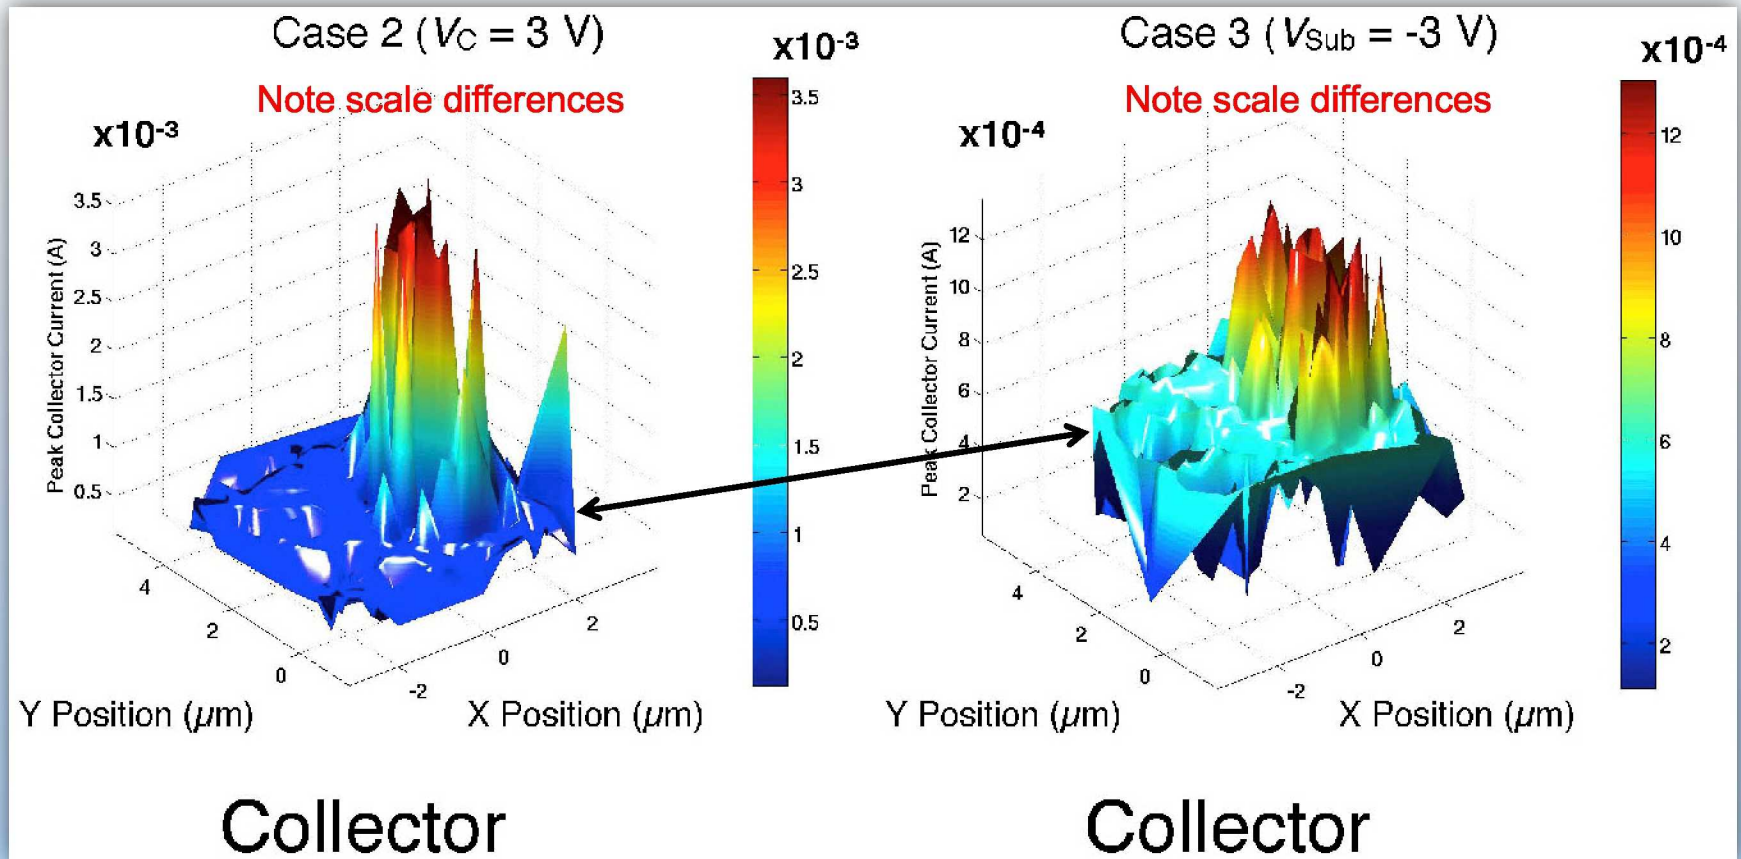 Case 2 (VC = 3 V)
x10-3
Note scale differences
x10-3
3.5
3
2.5
2
1.5
1
0.5
Peak Collector Current (A)
4
2
0
-2
0
2
Y Position (μm)
X Position (μm)
3.5
3
2.5
2
1.5
1
0.5
Collector
Case 3 (VSub = -3 V)
x10-4
Note scale differences
x10-4
12
10
8
6
4
2
Peak Collector Current (A)
4
2
0
-2
0
2
Y Position (μm)
X Position (μm)
12
10
8
6
4
2
Collector